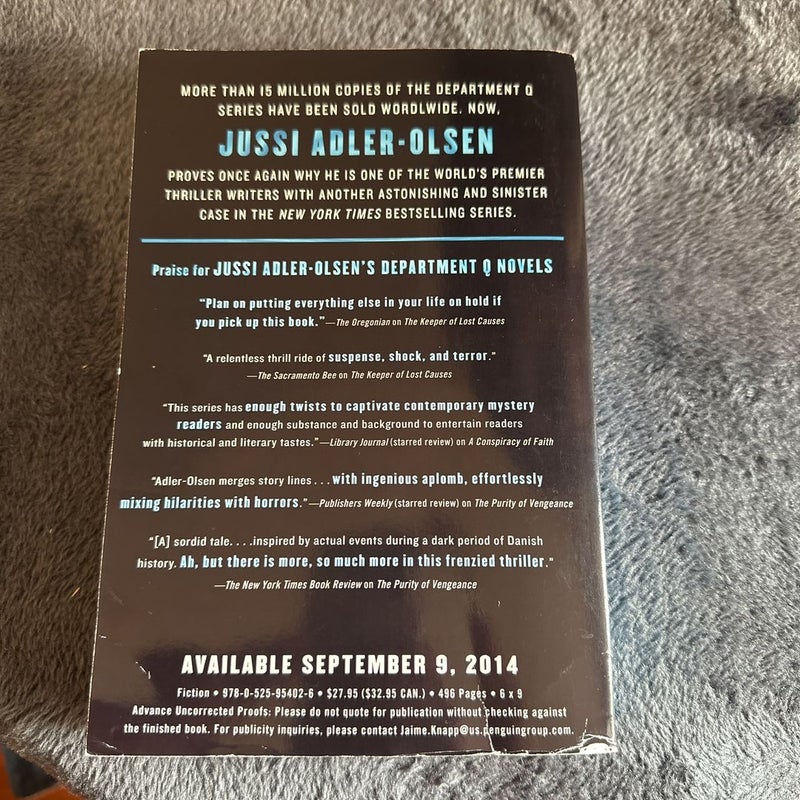 MORE THAN 15 MILLION COPIES OF THE DEPARTMENT Q
SERIES HAVE BEEN SOLD WORLDWIDE. NOW,
JUSSI ADLER-OLSEN
PROVES ONCE AGAIN WHY HE IS ONE OF THE WORLD'S PREMIER
THRILLER WRITERS WITH ANOTHER ASTONISHING AND SINISTER
CASE IN THE NEW YORK TIMES BESTSELLING SERIES.
Praise for JUSSI ADLER-OLSEN'S DEPARTMENT Q NOVELS
"Plan on putting everything else in your life on hold if
you pick up this book."—The Oregonian on The Keeper of Lost Causes
"A relentless thrill ride of suspense, shock, and terror."
—The Sacramento Bee on The Keeper of Lost Causes
"This series has enough twists to captivate contemporary mystery
readers and enough substance and background to entertain readers
with historical and literary tastes."—Library Journal (starred review) on A Conspiracy of Faith
"Adler-Olsen merges story lines . . . with ingenious aplomb, effortlessly
mixing hilarities with horrors."—Publishers Weekly (starred review) on The Purity of Vengeance
"[A] sordid tale. . . . inspired by actual events during a dark period of Danish
history. Ah, but there is more, so much more in this frenzied thriller."
—The New York Times Book Review on The Purity of Vengeance
AVAILABLE SEPTEMBER 9, 2014
Fiction • 978-0-525-95402-6 • $27.95 ($32.95 CAN.) • 496 Pages • 6 x 9
Advance Uncorrected Proofs: Please do not quote for publication without checking against
the finished book. For publicity inquiries, please contact Jaime.Knapp@us.penguingroup.com.